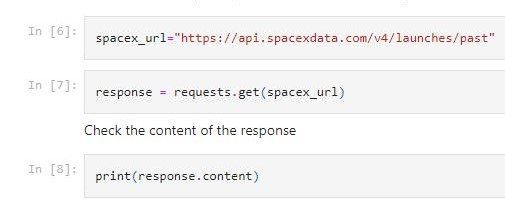 In [6]: spacex_url="https://api.spacexdata.com/v4/launches/past"
In [7]: response = requests.get(spacex_url)
Check the content of the response
In [8]: print(response.content)